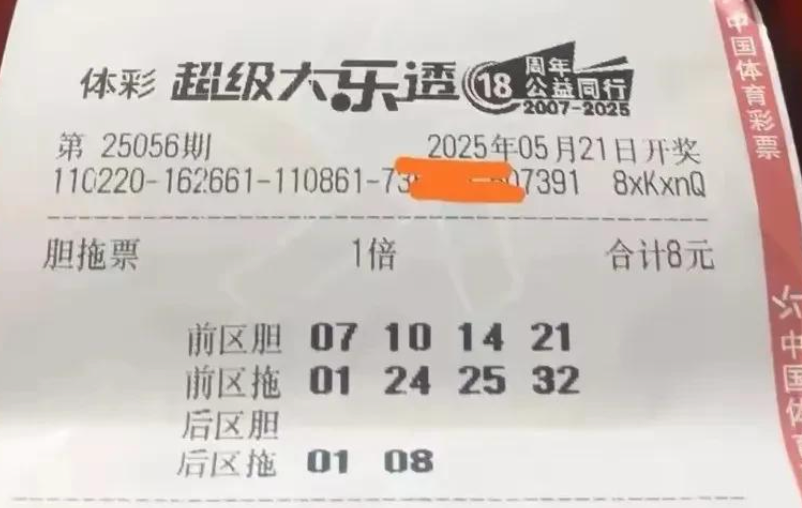 中国体育彩票
体彩 超级大乐透 18 周年 公益同行 2007-2025
第 25056期 2025年05月21日开奖
110220-162661-110861-73 07391 8xKxnQ
胆拖票 1倍 合计8元
前区胆 07 10 14 21
前区拖 01 24 25 32
后区胆
后区拖 01 08
中国体